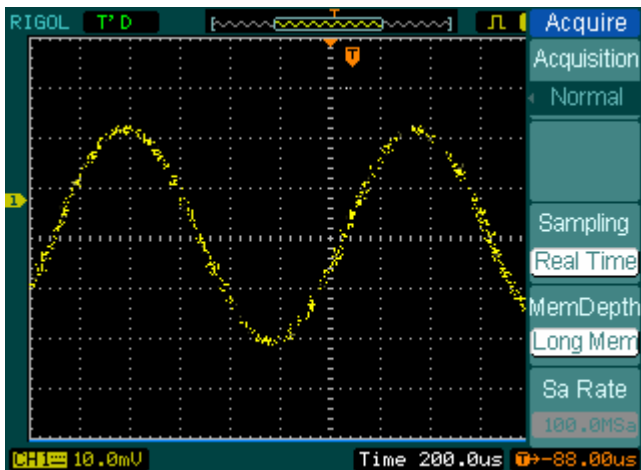 RIGOL T'D
T
T
Acquire
Acquisition
Normal
1
Sampling
Real Time
MemDepth
Long Mem
Sa Rate
100.0MSa
CH1 10.0mV Time 200.0us T→-88.00us